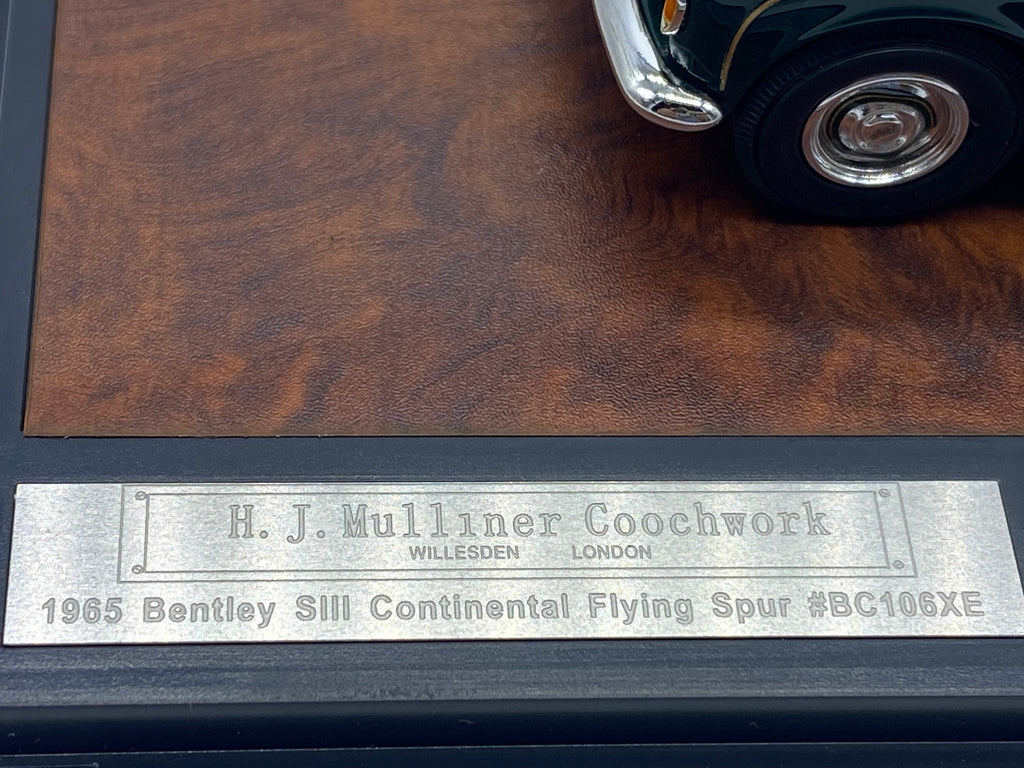 H. J. Mulliner Coochwork
WILLESDEN LONDON
1965 Bentley SIII Continental Flying Spur #BC106XE